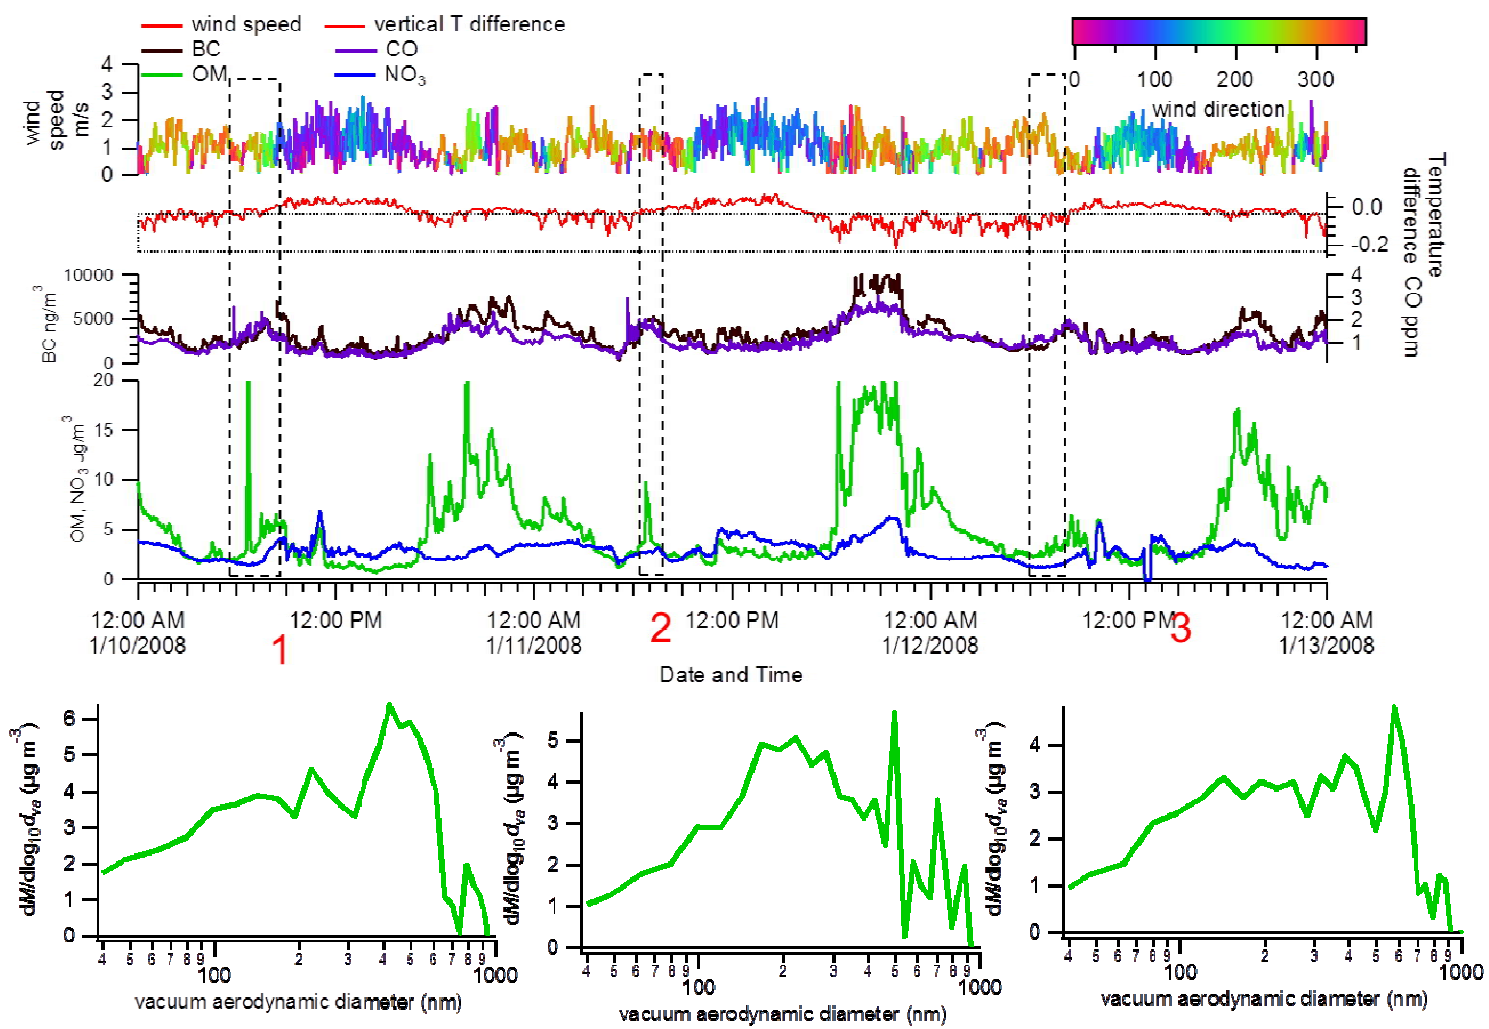 wind speed
vertical T difference
BC
CO
OM
NO3
0
100
200
300
wind direction
wind
speed
m/s
4
3
2
1
0
Temperature
difference
0.0
-0.2
BC ng/m3
10000
5000
0
CO ppm
4
3
2
1
OM, NO3 µg/m3
20
15
10
5
0
12:00 AM
1/10/2008
12:00 PM
12:00 AM
1/11/2008
12:00 PM
12:00 AM
1/12/2008
12:00 PM
12:00 AM
1/13/2008
1
2
3
Date and Time
dM/dlog10dva (µg m-3)
6
5
4
3
2
1
0
4 5 6 7 8 9 100 2 3 4 5 6 7 8 9 1000
vacuum aerodynamic diameter (nm)
dM/dlog10dva (µg m-3)
5
4
3
2
1
0
4 5 6 7 8 9 100 2 3 4 5 6 7 8 9 1000
vacuum aerodynamic diameter (nm)
dM/dlog10dva (µg m-3)
4
3
2
1
0
4 5 6 7 8 9 100 2 3 4 5 6 7 8 9 1000
vacuum aerodynamic diameter (nm)